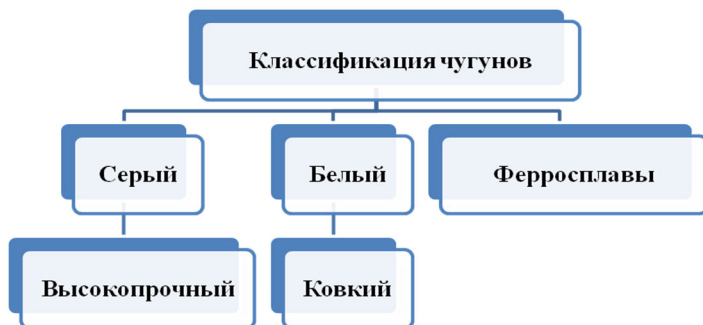 Классификация чугунов
Серый
Белый
Ферросплавы
Высокопрочный
Ковкий